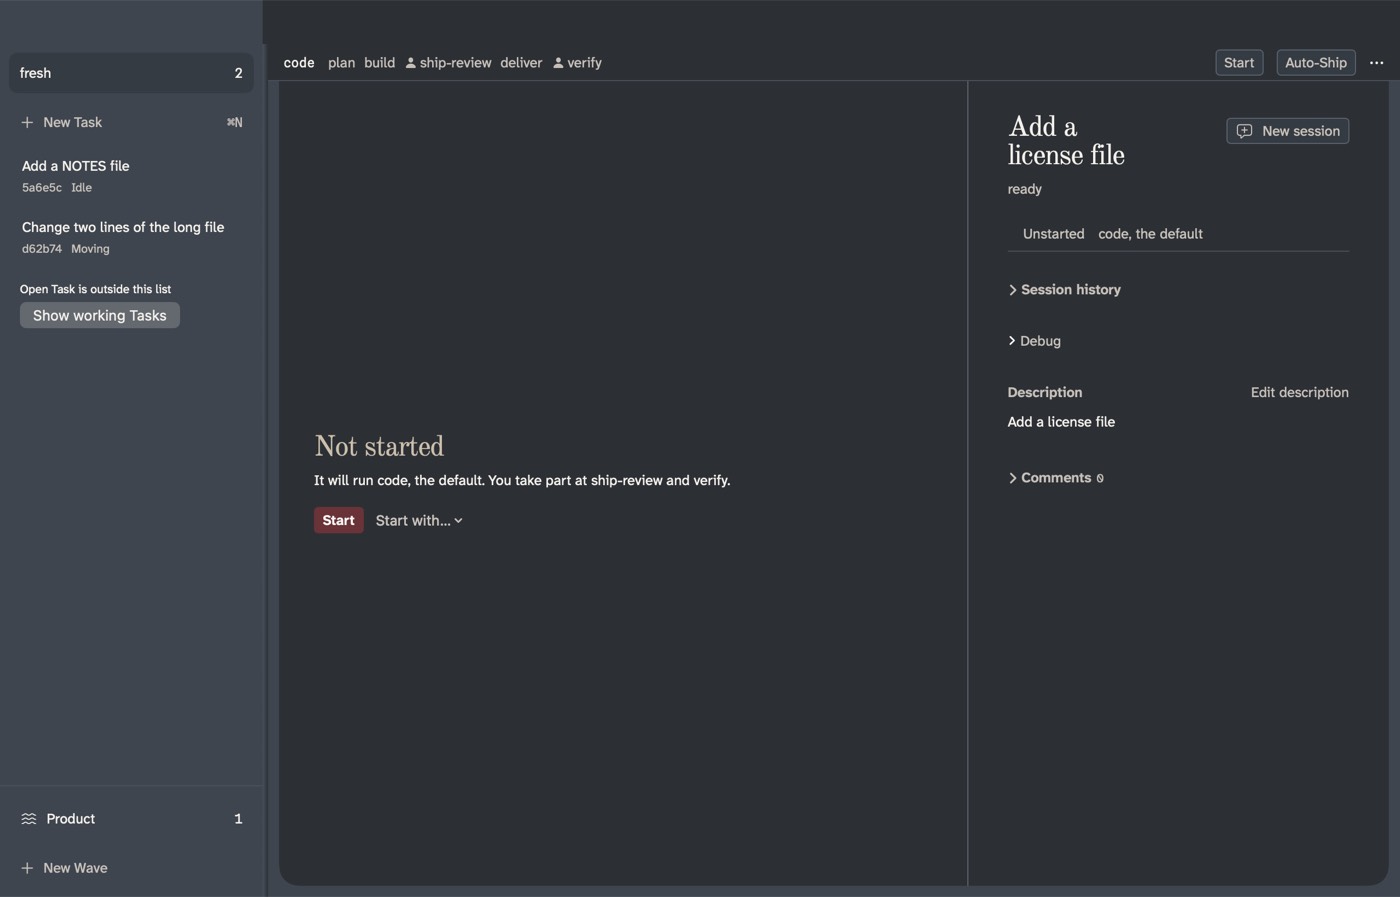 fresh 2
New Task ⌘N
Add a NOTES file
5a6e5c Idle
Change two lines of the long file
d62b74 Moving
Open Task is outside this list
Show working Tasks
Product 1
New Wave
code plan build ship-review deliver verify
Start Auto-Ship ...
Not started
It will run code, the default. You take part at ship-review and verify.
Start Start with...
Add a
license file
New session
ready
Unstarted code, the default
Session history
Debug
Description Edit description
Add a license file
Comments 0